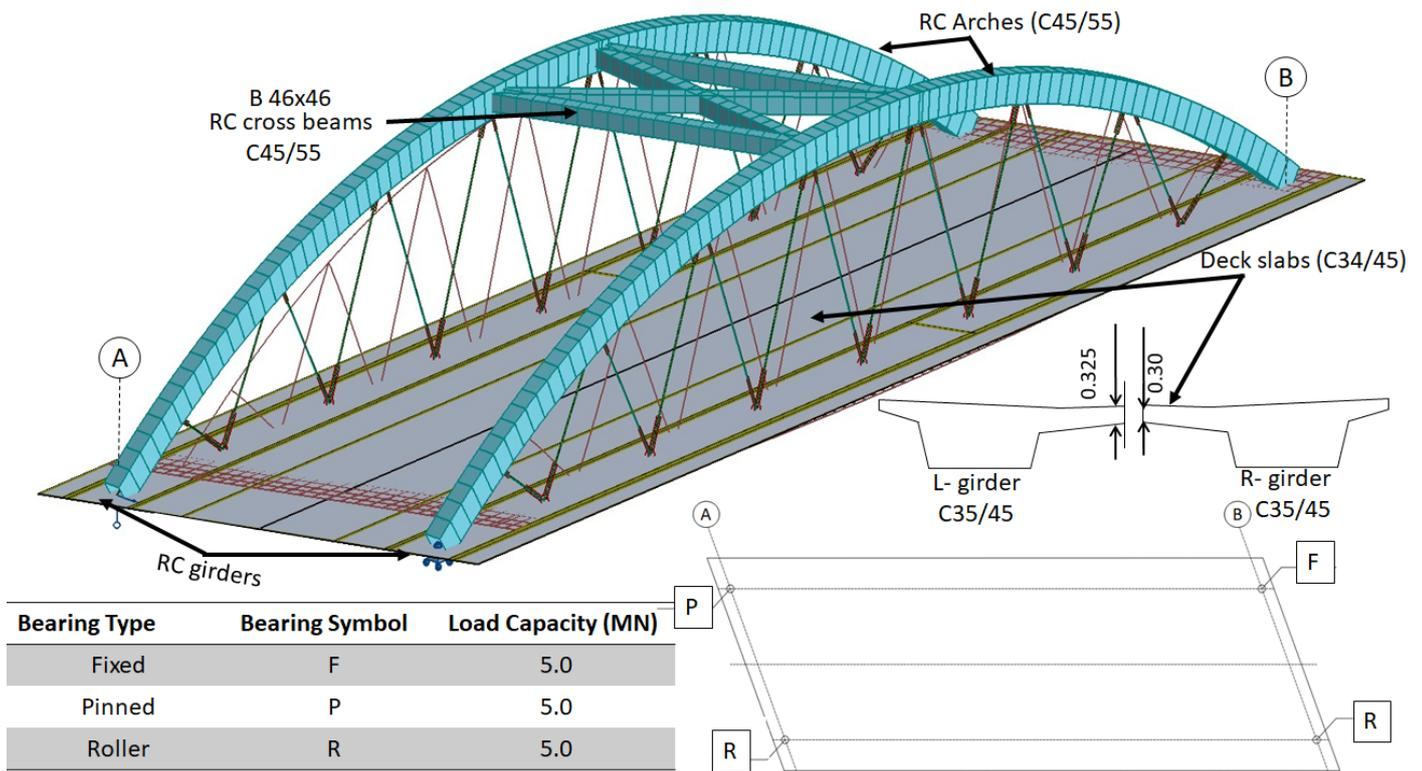 RC Arches (C45/55)
B
B 46x46
RC cross beams
C45/55
A
Deck slabs (C34/45)
0.325
0.30
L- girder
C35/45
R- girder
C35/45
RC girders
A
B
F
P
R
R
Bearing Type Bearing Symbol Load Capacity (MN)
Fixed F 5.0
Pinned P 5.0
Roller R 5.0